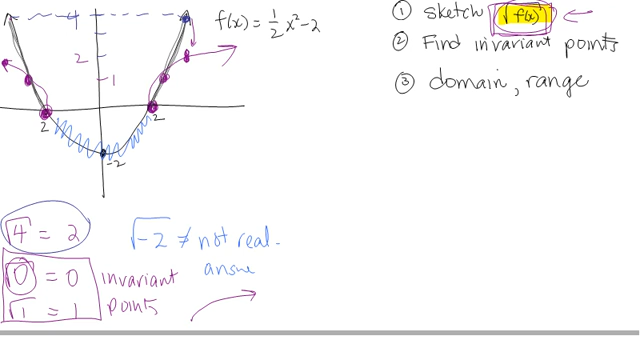 4
f(x) = 1/2 x² - 2
2
1
2
2
-2
① sketch √f(x)
② Find invariant points
③ domain, range
√4 = 2
√0 = 0
√1 = 1
invariant
points
√-2 ≠ not real
answe